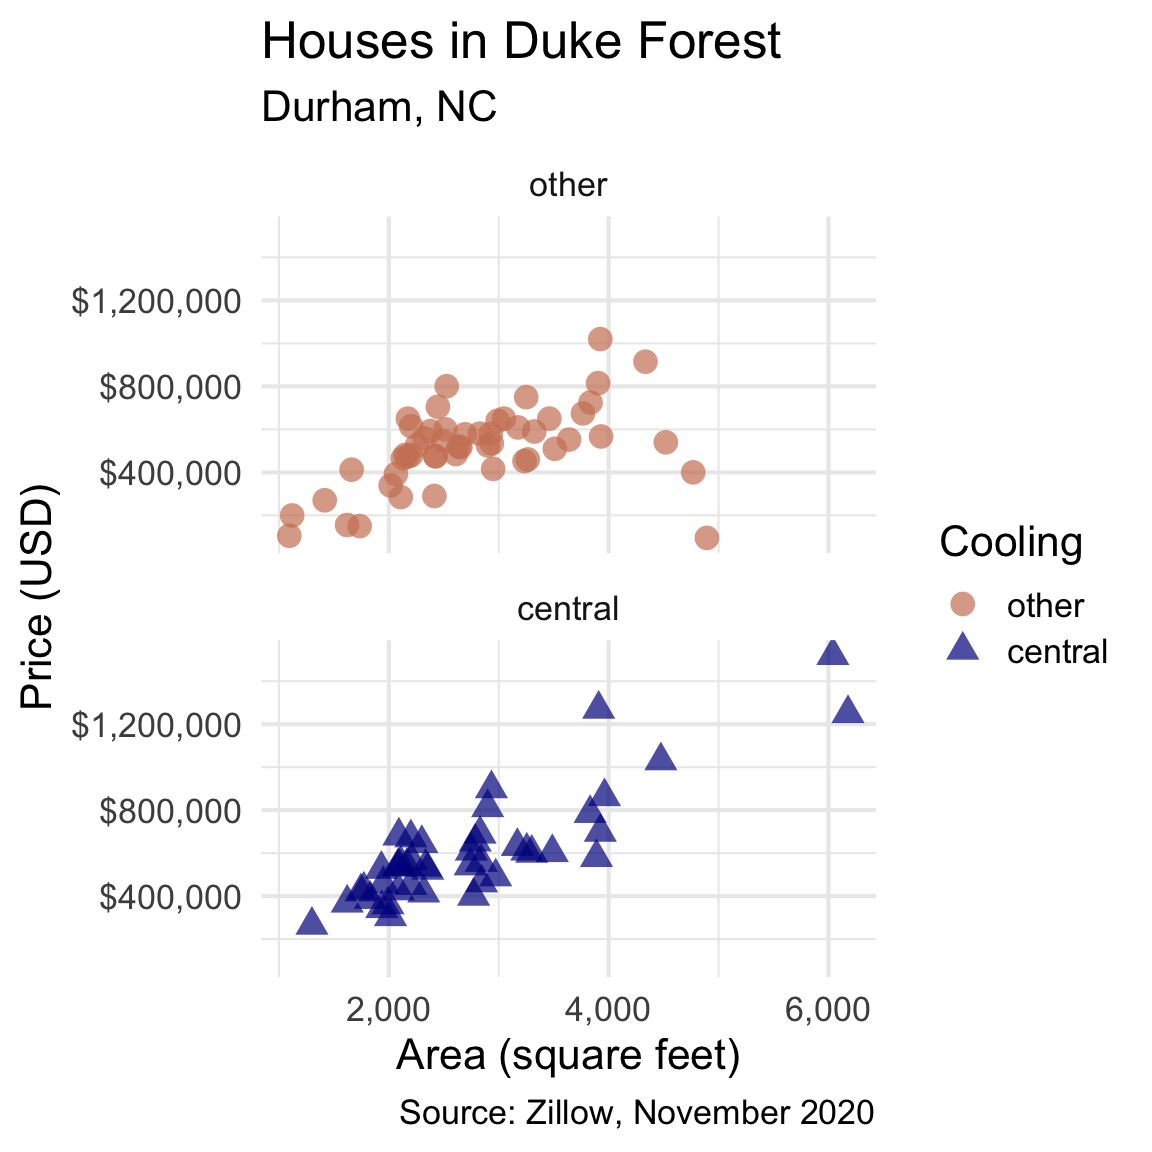 Houses in Duke Forest
Durham, NC
other
$1,200,000
$800,000
$400,000
Price (USD)
central
$1,200,000
$800,000
$400,000
2,000 4,000 6,000
Area (square feet)
Source: Zillow, November 2020
Cooling
other
central